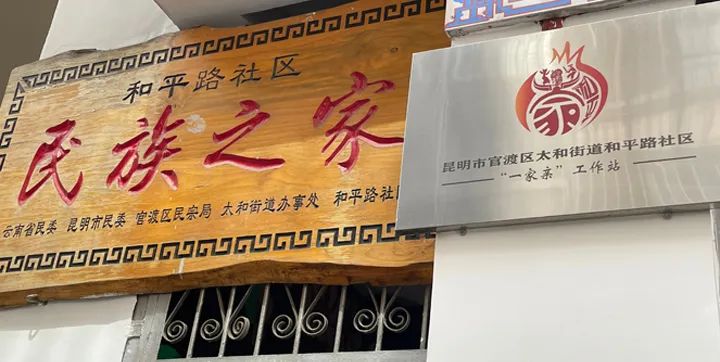 和平路社区
民族之家
云南省民委 昆明市民委 官渡区民宗局 太和街道办事处 和平路社区
昆明市官渡区太和街道和平路社区
“一家亲”工作站